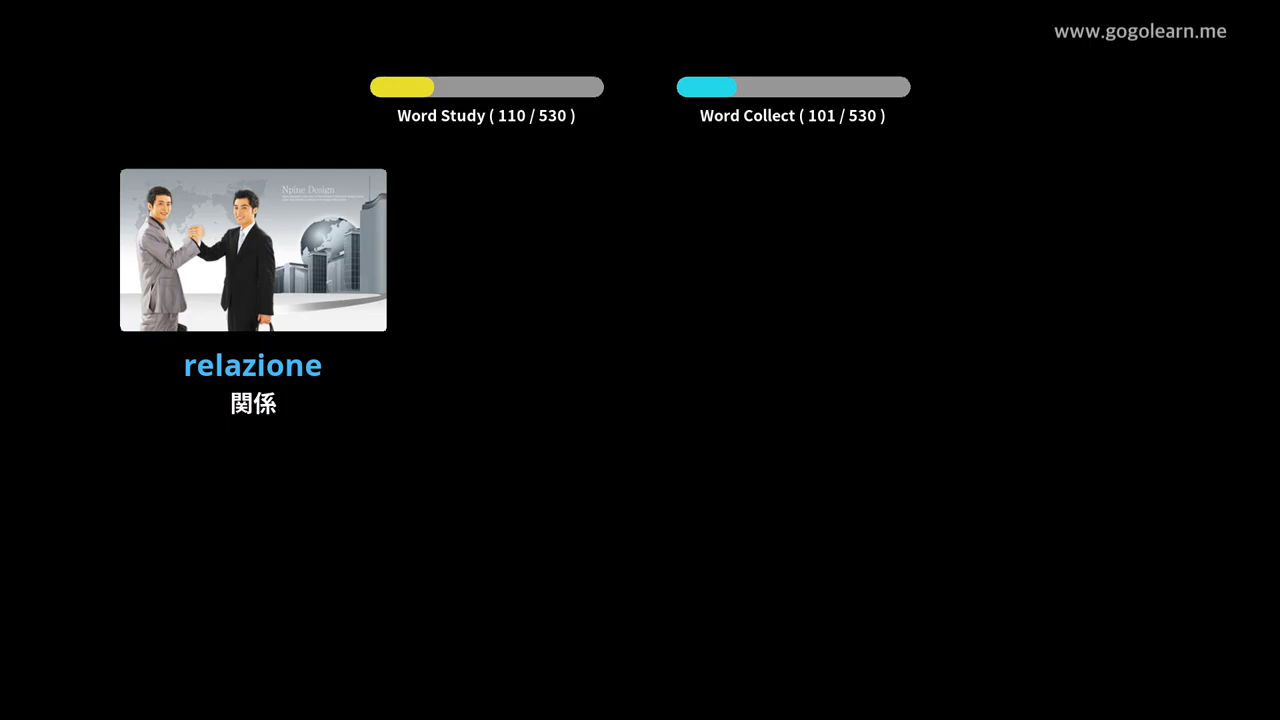 www.gogolearn.me
Word Study ( 110 / 530 )
Word Collect ( 101 / 530 )
Npine Design
relazione
関係